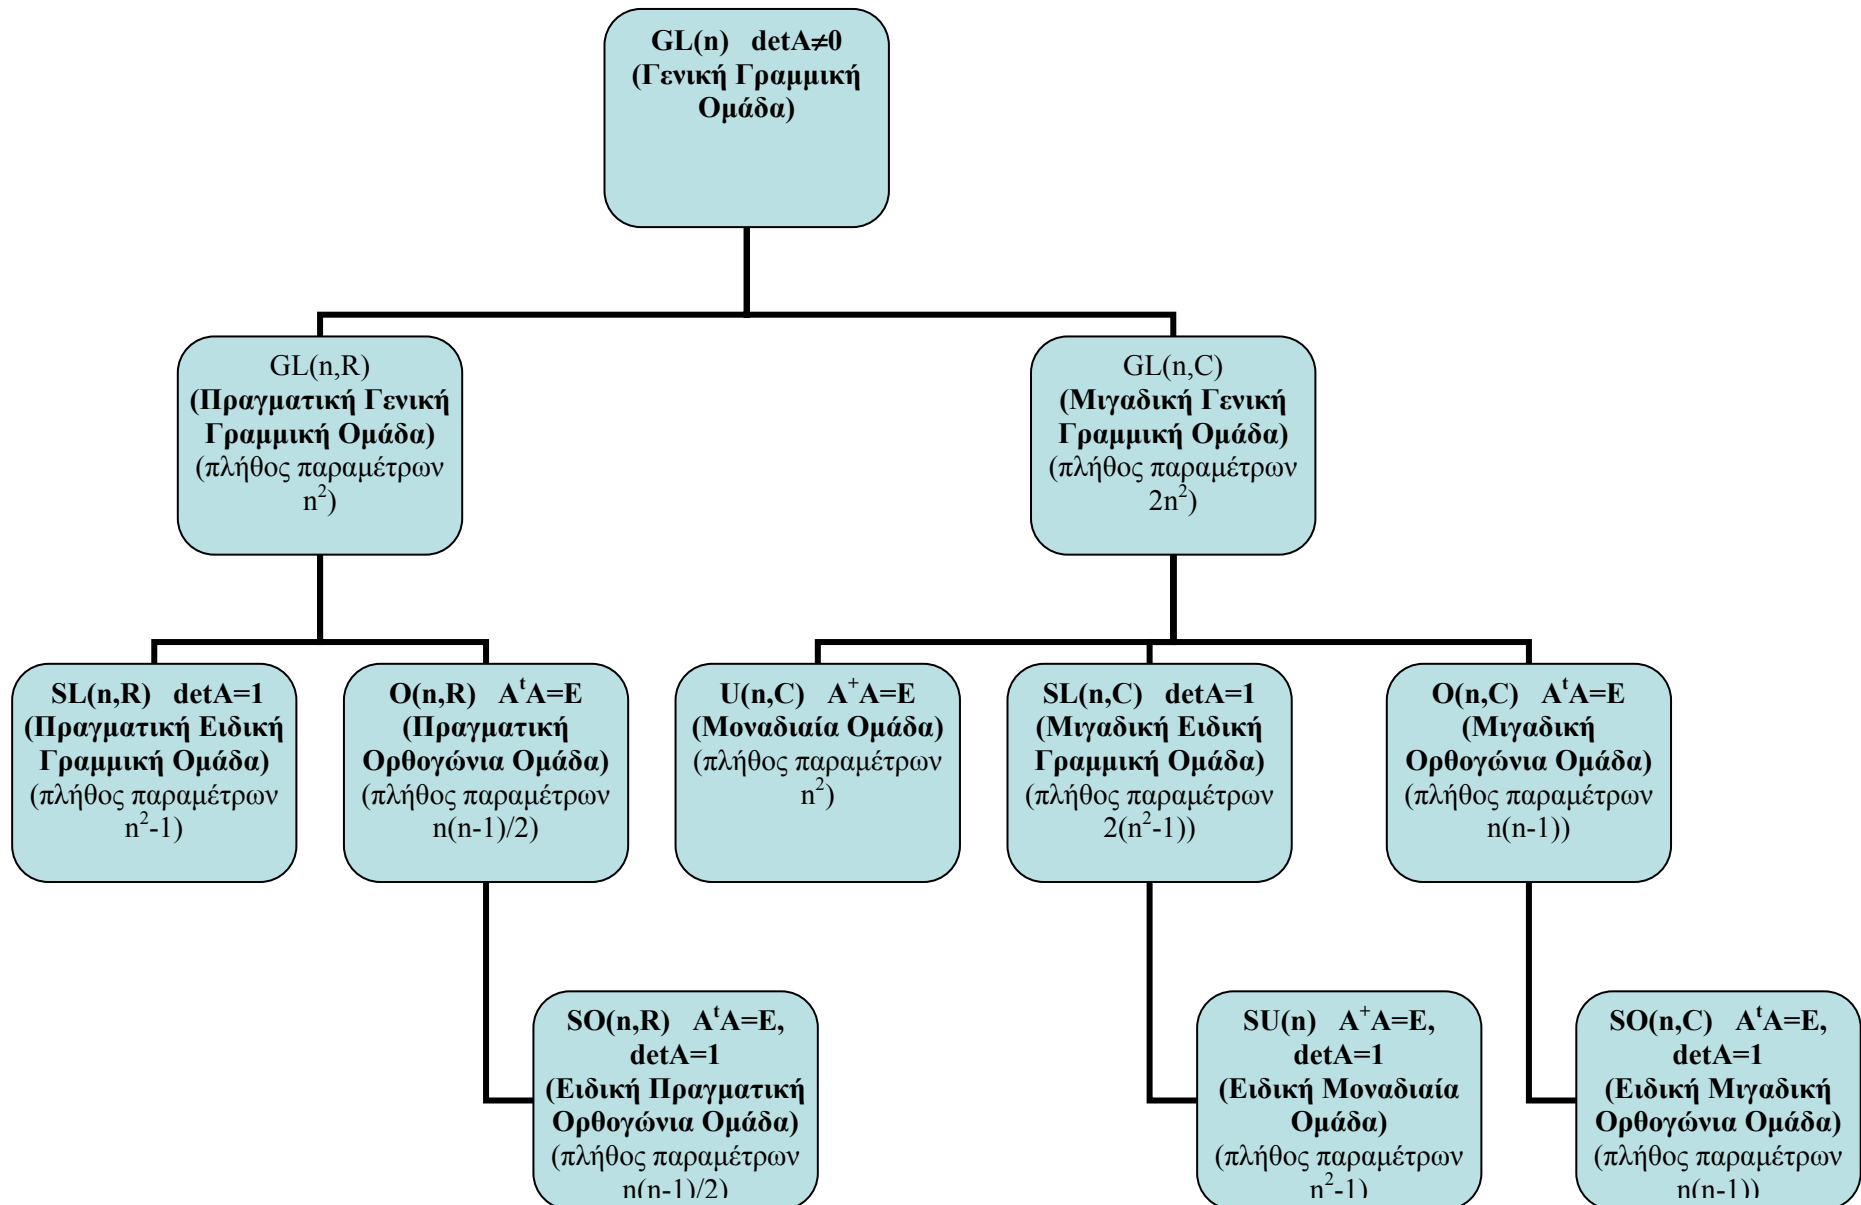 GL(n) detA≠0
(Γενική Γραμμική
Ομάδα)
GL(n,R)
(Πραγματική Γενική
Γραμμική Ομάδα)
(πλήθος παραμέτρων
n²)
GL(n,C)
(Μιγαδική Γενική
Γραμμική Ομάδα)
(πλήθος παραμέτρων
2n²)
SL(n,R) detA=1
(Πραγματική Ειδική
Γραμμική Ομάδα)
(πλήθος παραμέτρων
n²-1)
O(n,R) AᵗA=E
(Πραγματική
Ορθογώνια Ομάδα)
(πλήθος παραμέτρων
n(n-1)/2)
U(n,C) A⁺A=E
(Μοναδιαία Ομάδα)
(πλήθος παραμέτρων
n²)
SL(n,C) detA=1
(Μιγαδική Ειδική
Γραμμική Ομάδα)
(πλήθος παραμέτρων
2(n²-1))
O(n,C) AᵗA=E
(Μιγαδική
Ορθογώνια Ομάδα)
(πλήθος παραμέτρων
n(n-1))
SO(n,R) AᵗA=E,
detA=1
(Ειδική Πραγματική
Ορθογώνια Ομάδα)
(πλήθος παραμέτρων
n(n-1)/2)
SU(n) A⁺A=E,
detA=1
(Ειδική Μοναδιαία
Ομάδα)
(πλήθος παραμέτρων
n²-1)
SO(n,C) AᵗA=E,
detA=1
(Ειδική Μιγαδική
Ορθογώνια Ομάδα)
(πλήθος παραμέτρων
n(n-1))